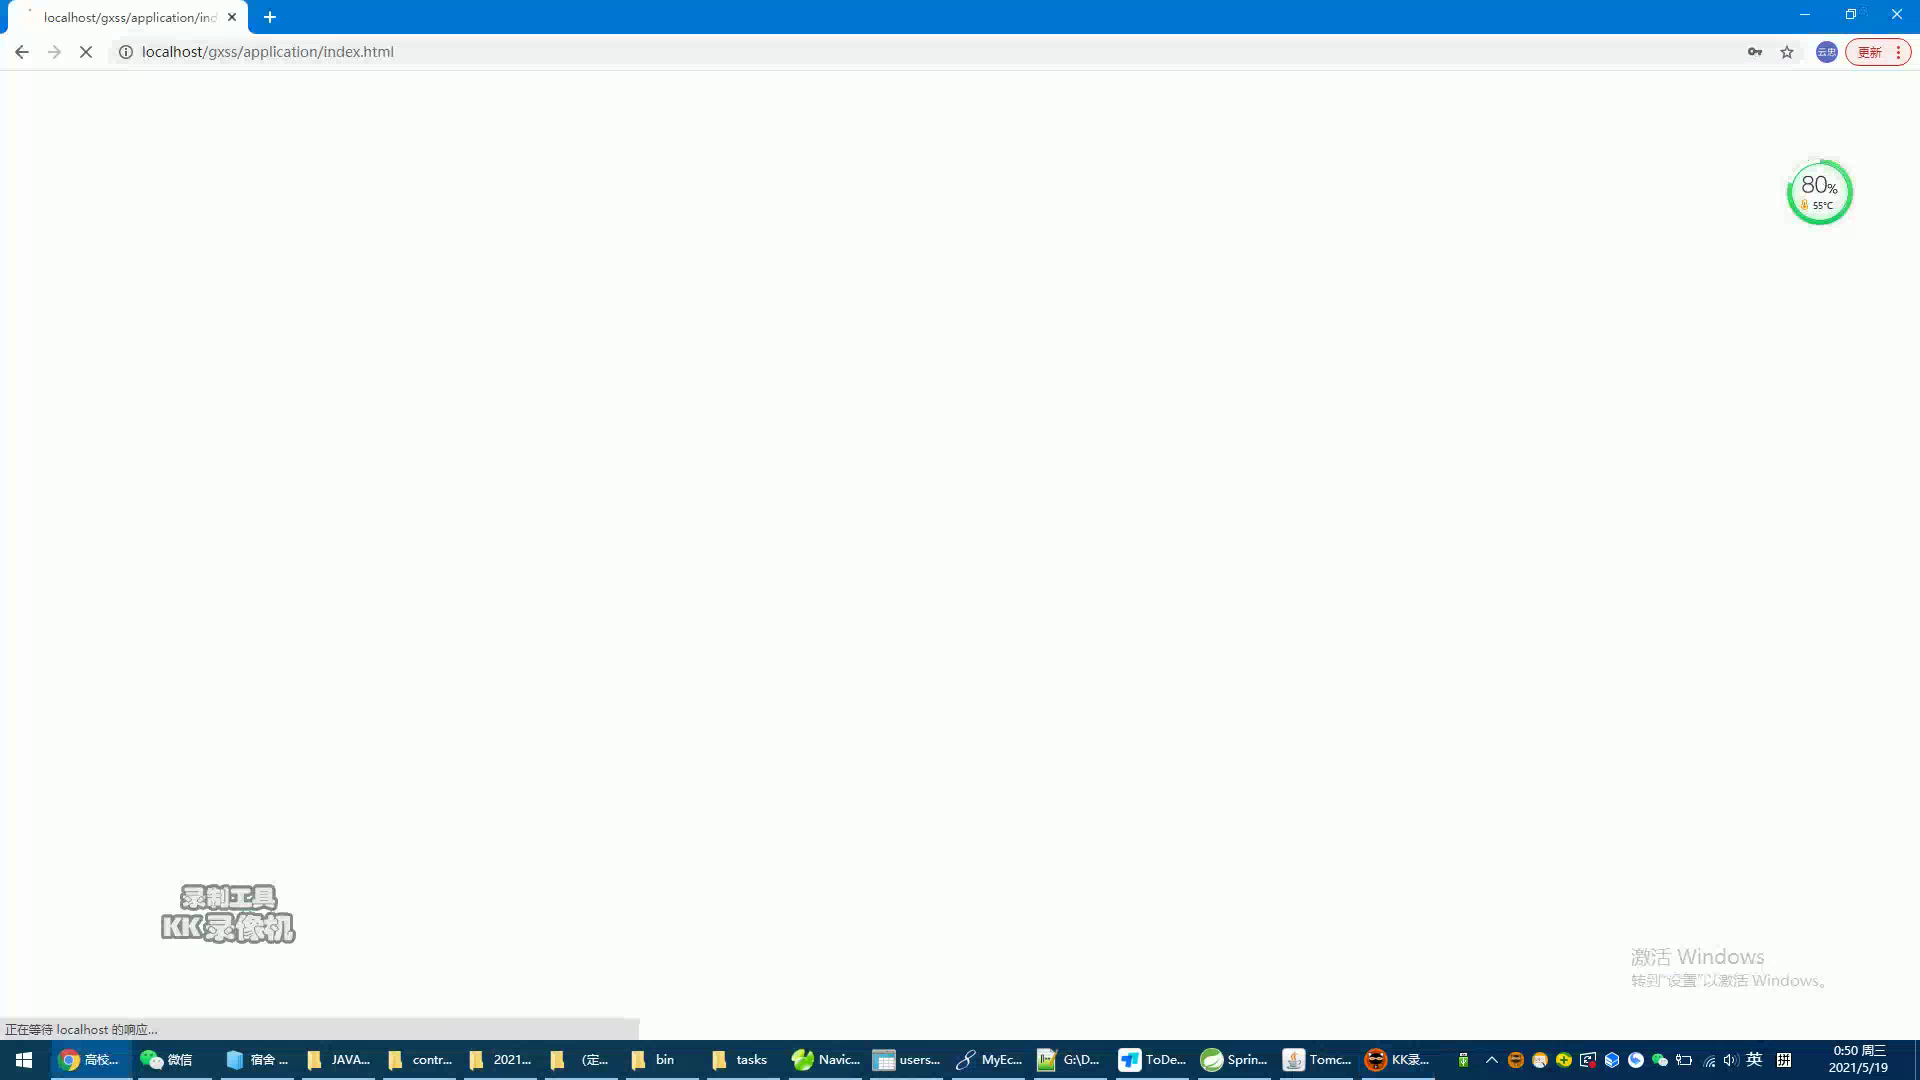 localhost/gxss/application/ind
localhost/gxss/application/index.html
更新
80%
55°C
录制工具
KK录像机
激活 Windows
转到“设置”以激活 Windows。
正在等待 localhost 的响应...
高校...
微信
宿舍 ...
JAVA...
contr...
2021...
（定...
bin
tasks
Navic...
users...
MyEc...
G:\D...
ToDe...
Sprin...
Tomc...
KK录...
英
拼
0:50 周三
2021/5/19